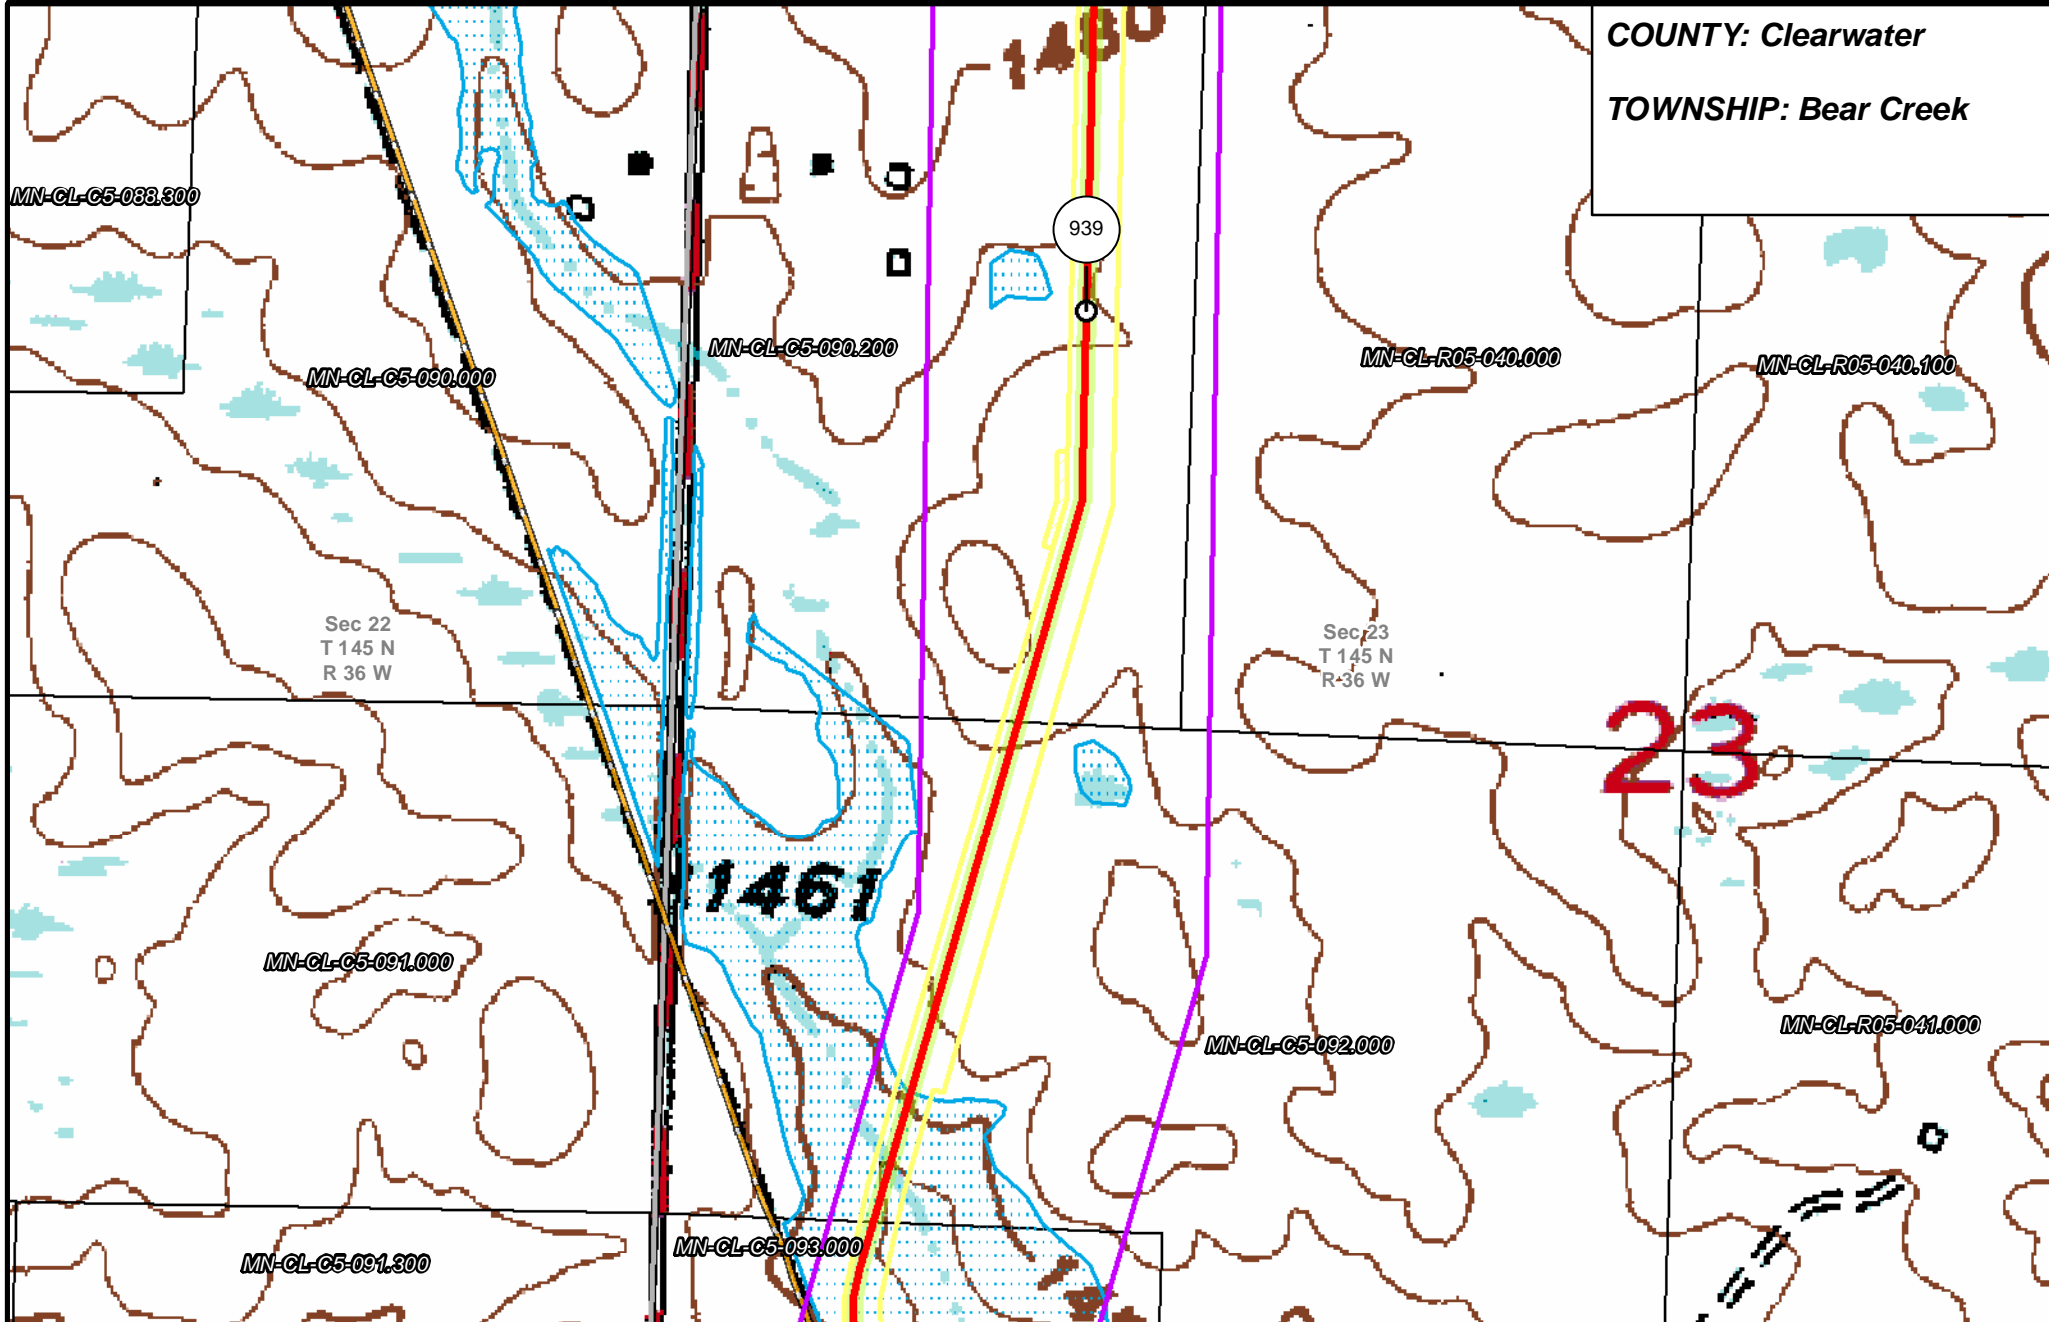 COUNTY: Clearwater
TOWNSHIP: Bear Creek
1480
MN-CL-C5-088.300
939
MN-CL-C5-090.200
MN-CL-R05-040.000
MN-CL-R05-040.100
MN-CL-C5-090.000
Sec 22
T 145 N
R 36 W
Sec 23
T 145 N
R 36 W
23
1461
MN-CL-C5-091.000
MN-CL-C5-092.000
MN-CL-R05-041.000
MN-CL-C5-093.000
MN-CL-C5-091.300